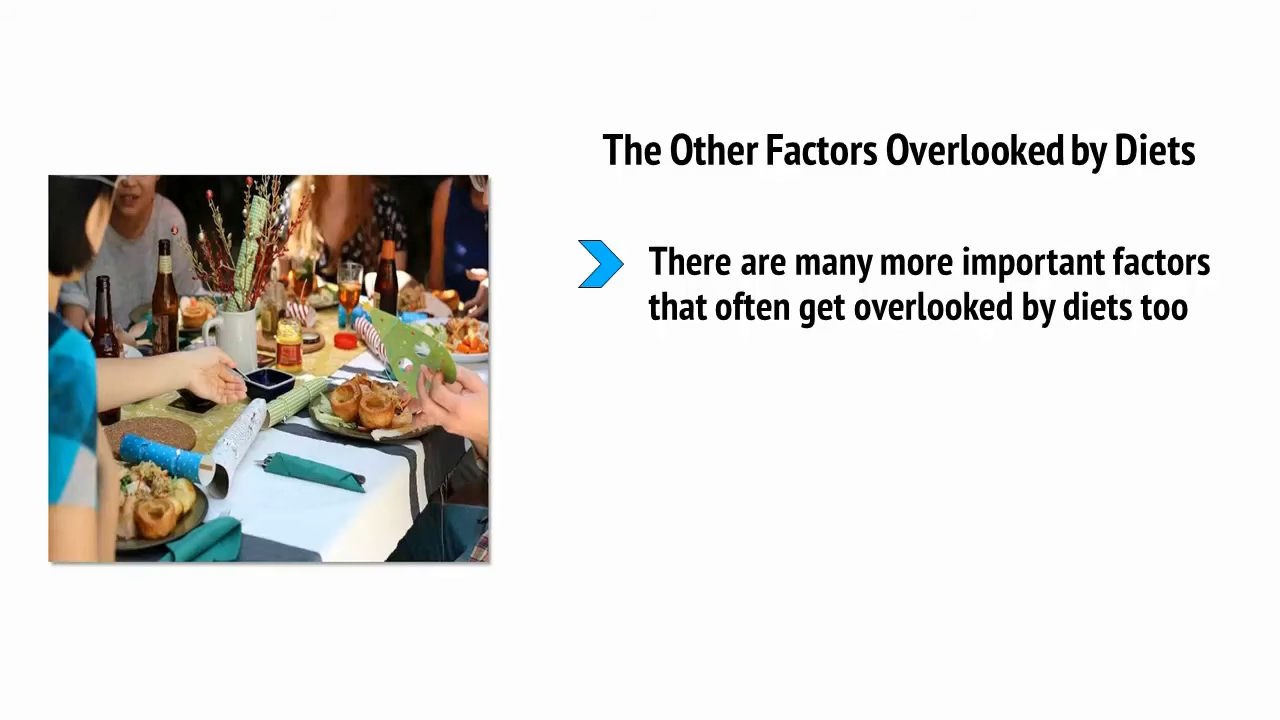 The Other Factors Overlooked by Diets
There are many more important factors
that often get overlooked by diets too